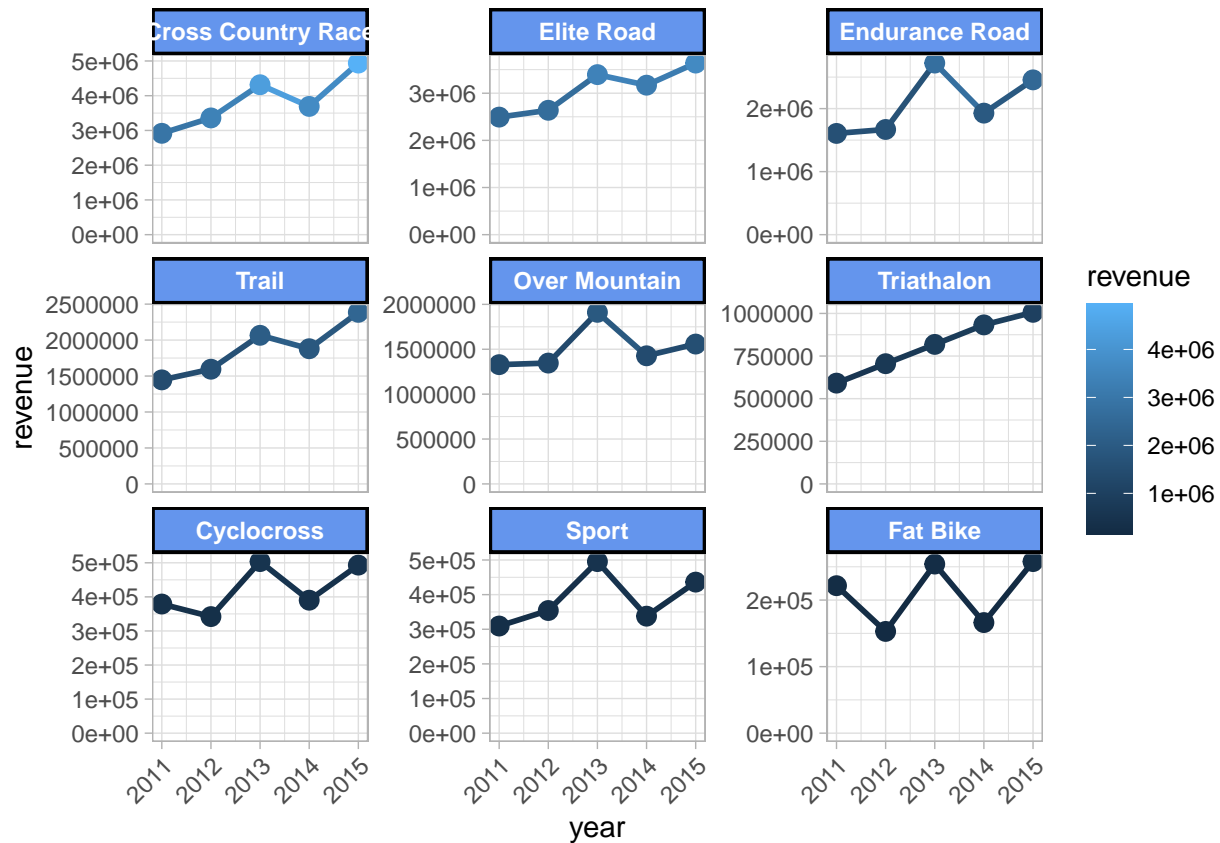 Cross Country Race
Elite Road
Endurance Road
5e+06
4e+06
3e+06
2e+06
1e+06
0e+00
3e+06
2e+06
1e+06
0e+00
2e+06
1e+06
0e+00
Trail
Over Mountain
Triathalon
2500000
2000000
1500000
1000000
500000
0
2000000
1500000
1000000
500000
0
1000000
750000
500000
250000
0
Cyclocross
Sport
Fat Bike
5e+05
4e+05
3e+05
2e+05
1e+05
0e+00
5e+05
4e+05
3e+05
2e+05
1e+05
0e+00
2e+05
1e+05
0e+00
2011
2012
2013
2014
2015
2011
2012
2013
2014
2015
2011
2012
2013
2014
2015
year
revenue
revenue
4e+06
3e+06
2e+06
1e+06